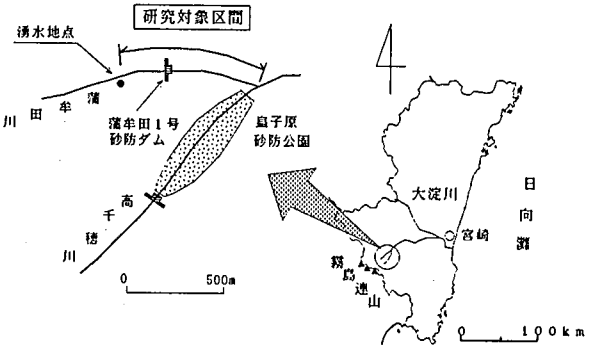 研究対象区間
湧水地点
蒲牟田川
蒲牟田1号
砂防ダム
皇子原
砂防公園
高千穂川
0 500m
大淀川
日向灘
宮崎
霧島連山
0 100km